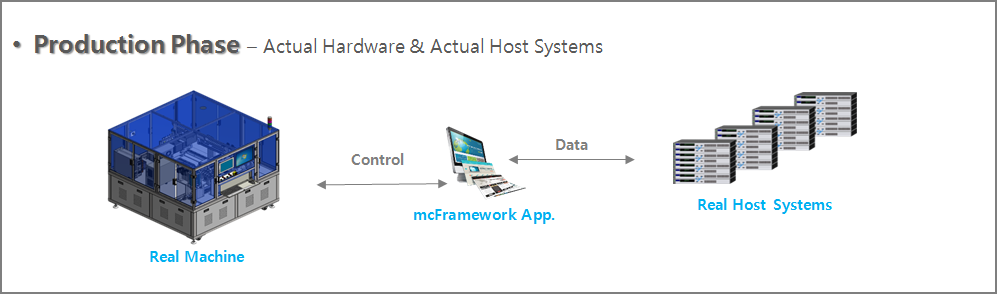 • Production Phase – Actual Hardware & Actual Host Systems
Control
Data
mcFramework App.
Real Host Systems
Real Machine